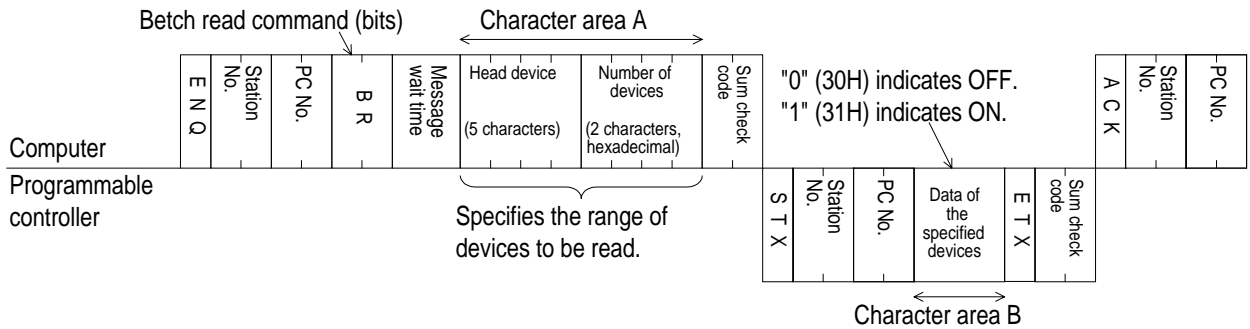 Betch read command (bits)
Character area A
E N Q
Station
No.
PC No.
B R
Message
wait time
Head device
(5 characters)
Number of
devices
(2 characters,
hexadecimal)
Sum check
code
"0" (30H) indicates OFF.
"1" (31H) indicates ON.
A C K
Station
No.
PC No.
Computer
Programmable
controller
Specifies the range of
devices to be read.
S T X
Station
No.
PC No.
Data of
the
specified
devices
E T X
Sum check
code
Character area B